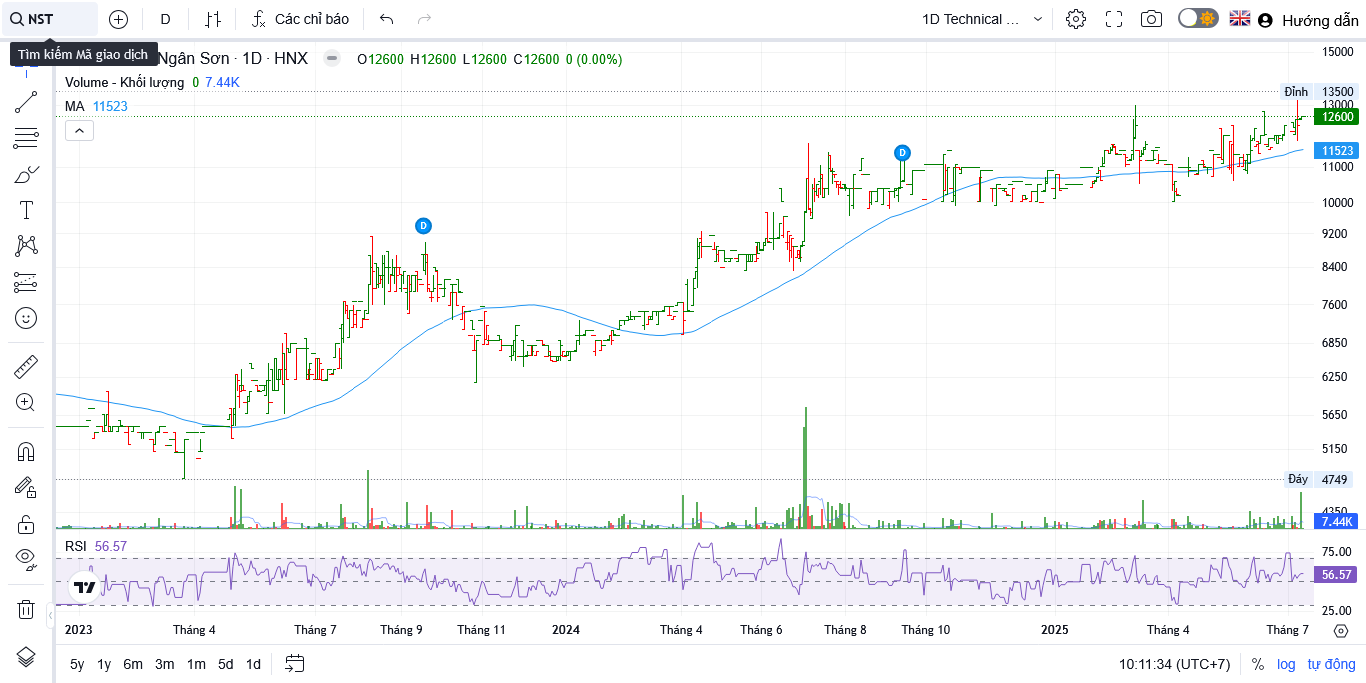 NST
D
Các chỉ báo
1D Technical ...
Hướng dẫn
Tìm kiếm Mã giao dịch
Ngân Sơn · 1D · HNX
O12600 H12600 L12600 C12600 0 (0.00%)
Volume - Khối lượng 0 7.44K
MA 11523
15000
Đỉnh 13500
13000
12600
11523
11000
10000
9200
8400
7600
6850
6250
5650
5150
Đáy 4749
4350
7.44K
D
D
RSI 56.57
75.00
56.57
25.00
2023 Tháng 4 Tháng 7 Tháng 9 Tháng 11 2024 Tháng 4 Tháng 6 Tháng 8 Tháng 10 2025 Tháng 4 Tháng 7
5y 1y 6m 3m 1m 5d 1d
10:11:34 (UTC+7) % log tự động